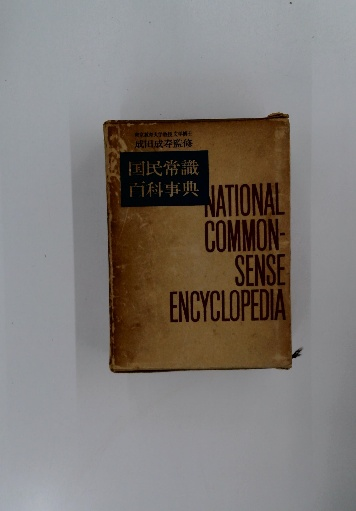 成田成寿監修
国民常識
百科事典
NATIONAL
COMMON-
SENSE
ENCYCLOPEDIA